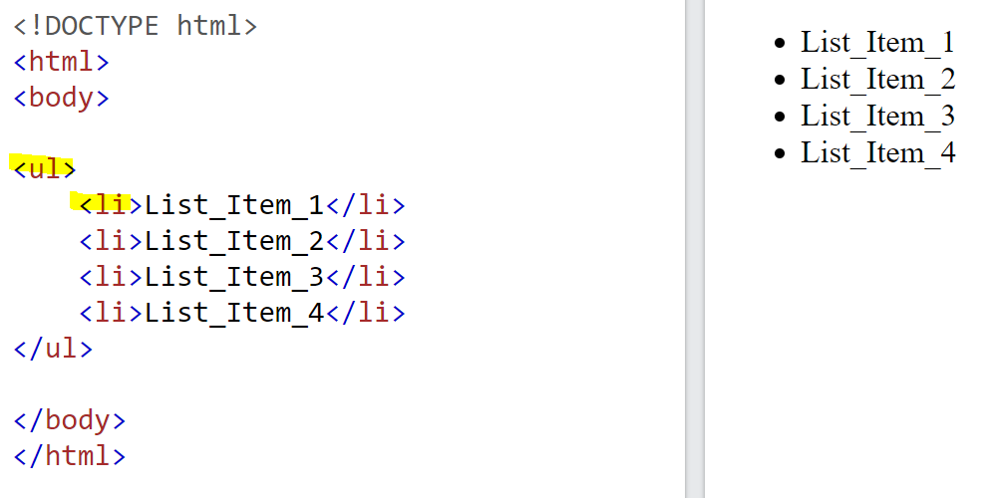 <!DOCTYPE html>
<html>
<body>
<ul>
<li>List_Item_1</li>
<li>List_Item_2</li>
<li>List_Item_3</li>
<li>List_Item_4</li>
</ul>
</body>
</html>
• List_Item_1
• List_Item_2
• List_Item_3
• List_Item_4